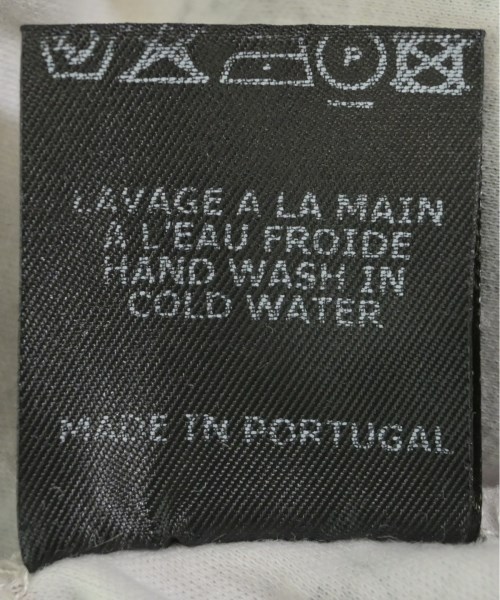 P
LAVAGE A LA MAIN
A L'EAU FROIDE
HAND WASH IN
COLD WATER
MADE IN PORTUGAL